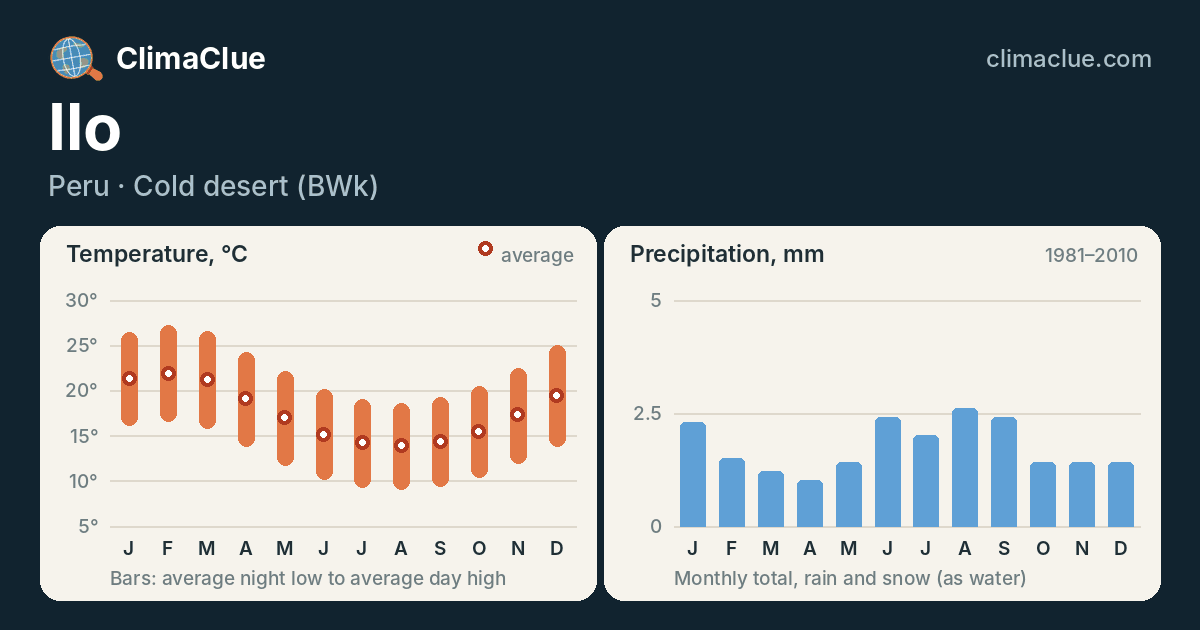 ClimaClue
climaclue.com
Ilo
Peru · Cold desert (BWk)
Temperature, °C
average
30°
25°
20°
15°
10°
5°
J F M A M J J A S O N D
Bars: average night low to average day high
Precipitation, mm
1981–2010
5
2.5
0
J F M A M J J A S O N D
Monthly total, rain and snow (as water)